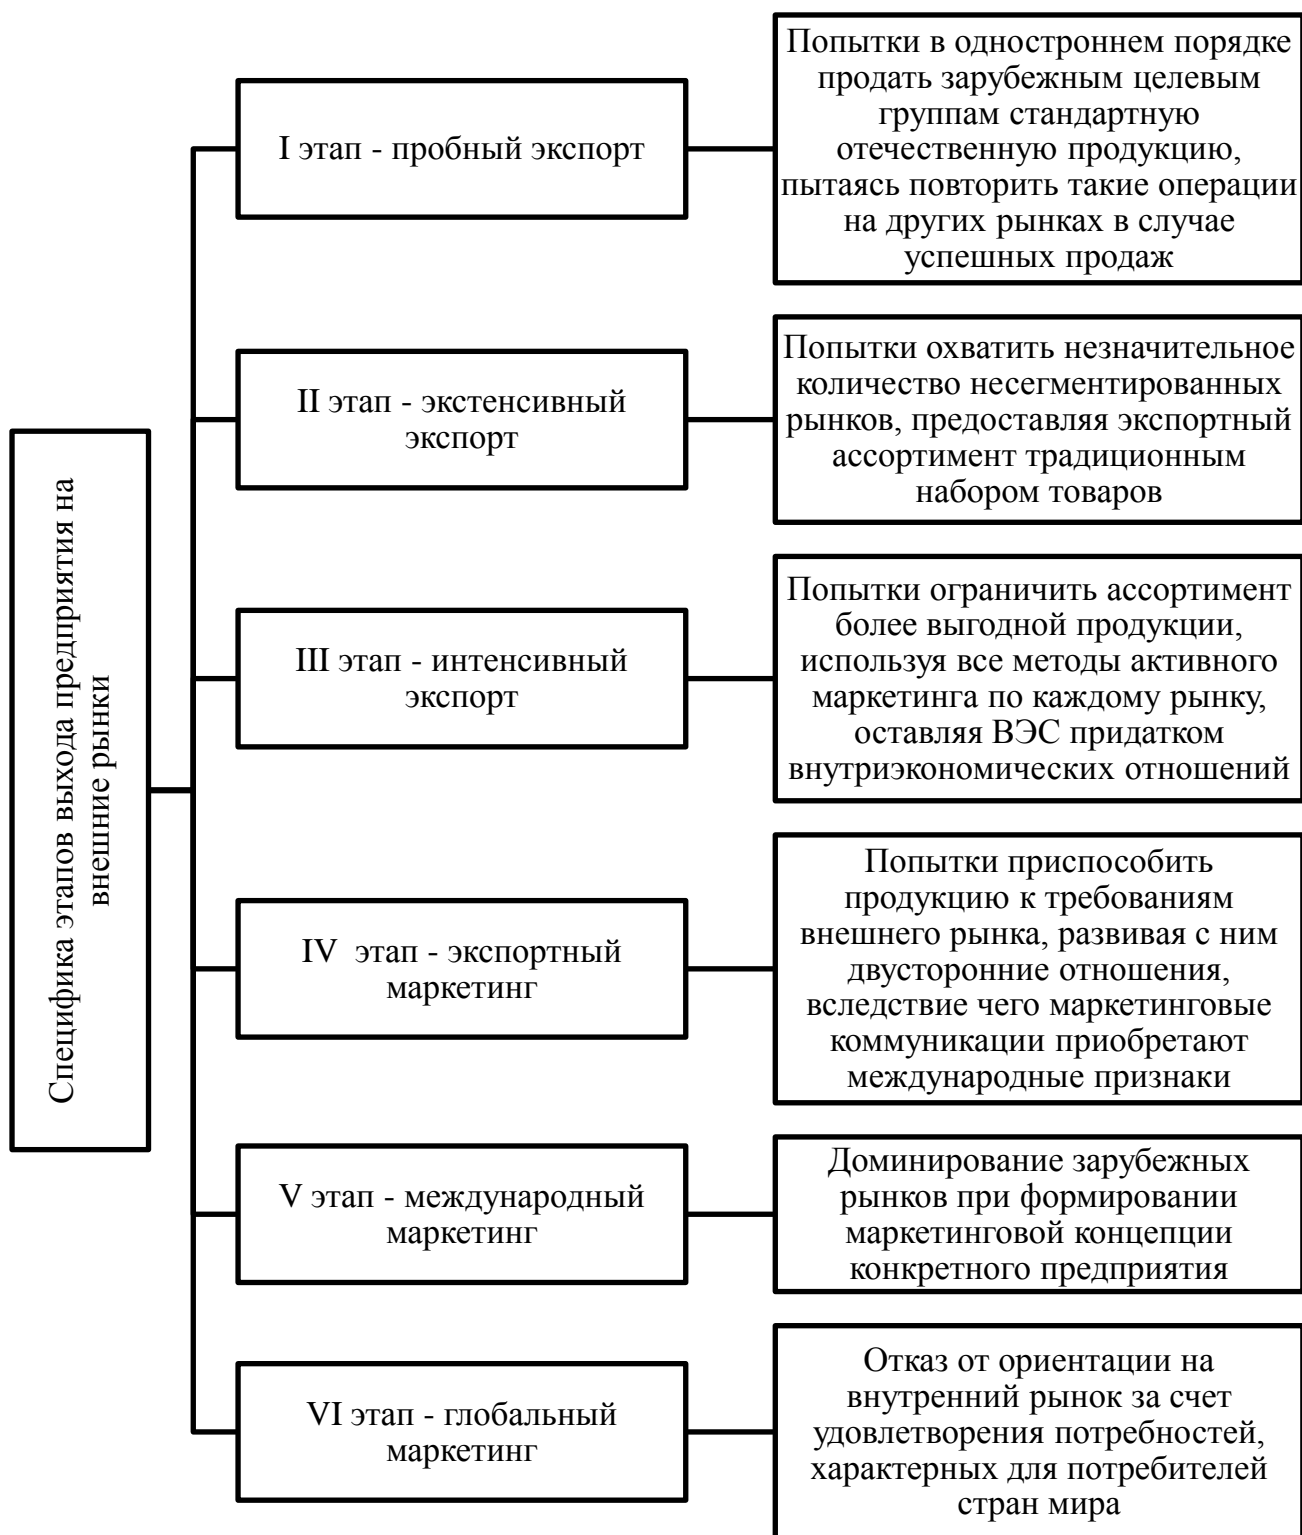 Специфика этапов выхода предприятия на
внешние рынки
I этап - пробный экспорт
Попытки в одностроннем порядке
продать зарубежным целевым
группам стандартную
отечественную продукцию,
пытаясь повторить такие операции
на других рынках в случае
успешных продаж
II этап - экстенсивный
экспорт
Попытки охватить незначительное
количество несегментированных
рынков, предоставляя экспортный
ассортимент традиционным
набором товаров
III этап - интенсивный
экспорт
Попытки ограничить ассортимент
более выгодной продукции,
используя все методы активного
маркетинга по каждому рынку,
оставляя ВЭС придатком
внутриэкономических отношений
IV этап - экспортный
маркетинг
Попытки приспособить
продукцию к требованиям
внешнего рынка, развивая с ним
двусторонние отношения,
вследствие чего маркетинговые
коммуникации приобретают
международные признаки
V этап - международный
маркетинг
Доминирование зарубежных
рынков при формировании
маркетинговой концепции
конкретного предприятия
VI этап - глобальный
маркетинг
Отказ от ориентации на
внутренний рынок за счет
удовлетворения потребностей,
характерных для потребителей
стран мира